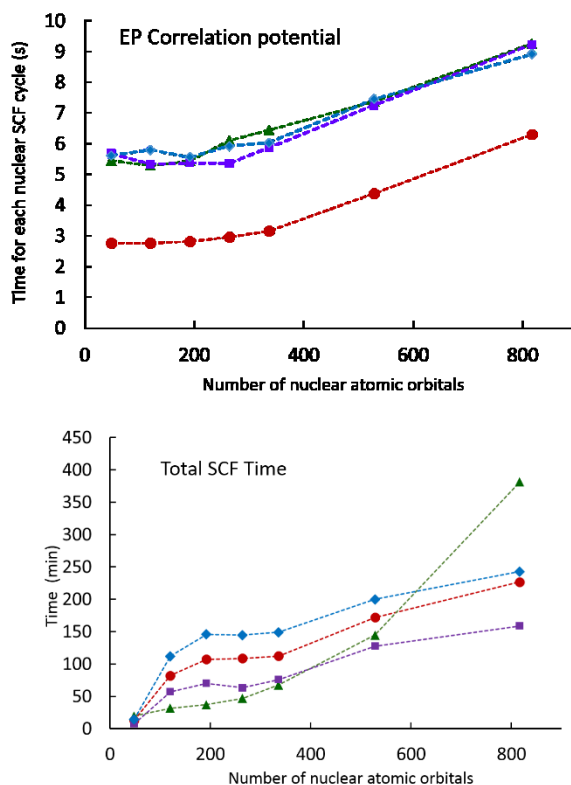 EP Correlation potential
Time for each nuclear SCF cycle (s)
10
9
8
7
6
5
4
3
2
1
0
0 200 400 600 800
Number of nuclear atomic orbitals
Total SCF Time
Time (min)
450
400
350
300
250
200
150
100
50
0
0 200 400 600 800
Number of nuclear atomic orbitals